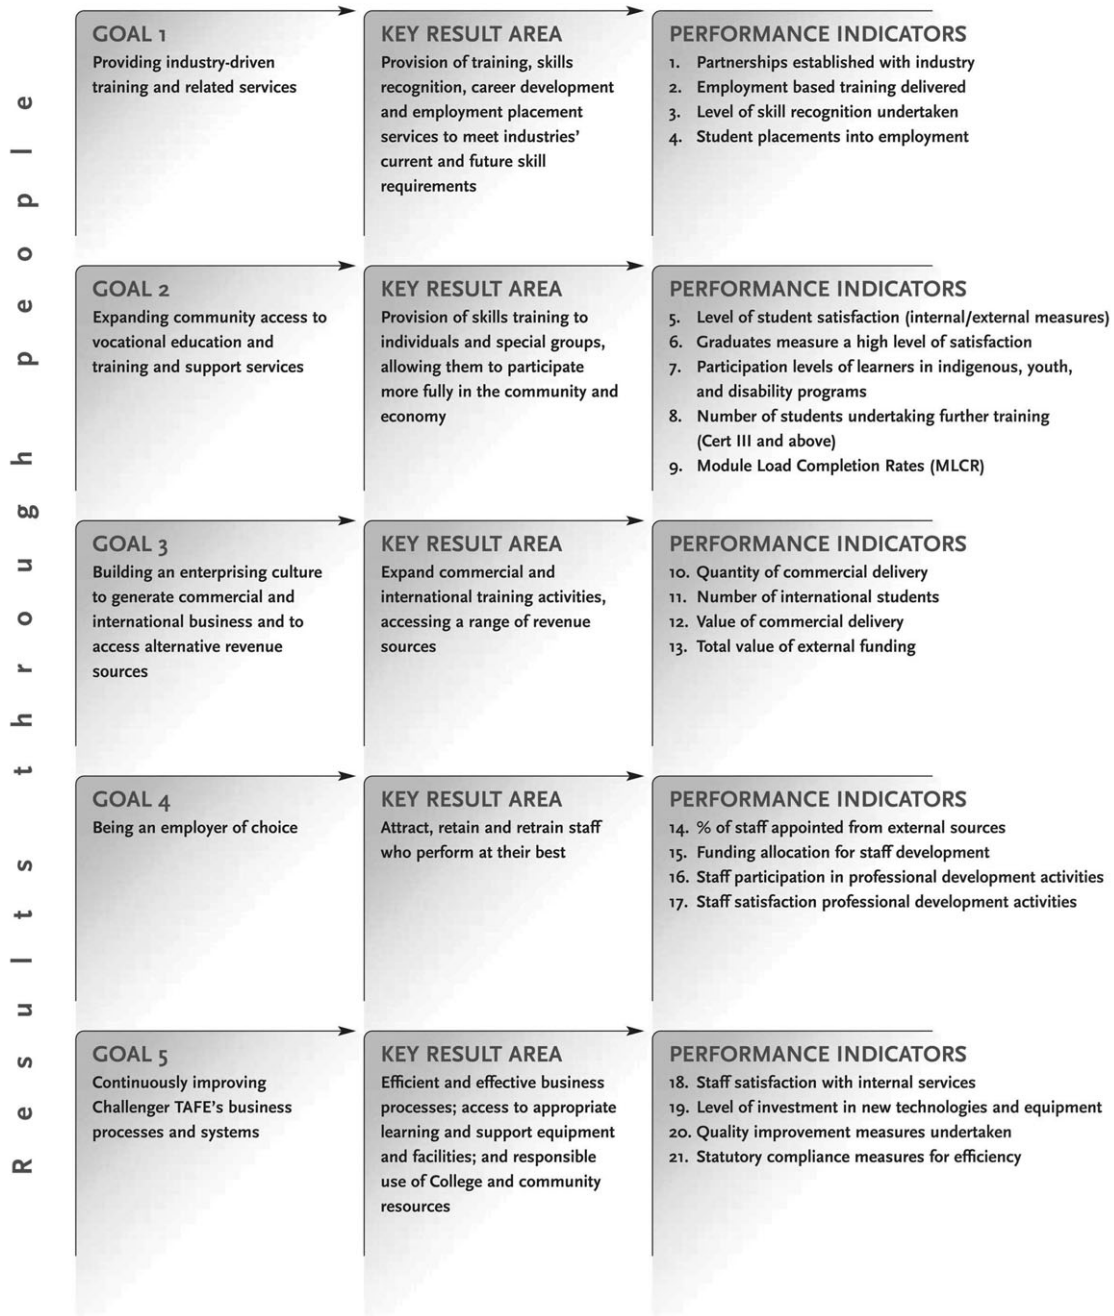 Results through people
GOAL 1
Providing industry-driven
training and related services
KEY RESULT AREA
Provision of training, skills
recognition, career development
and employment placement
services to meet industries'
current and future skill
requirements
PERFORMANCE INDICATORS
1. Partnerships established with industry
2. Employment based training delivered
3. Level of skill recognition undertaken
4. Student placements into employment
GOAL 2
Expanding community access to
vocational education and
training and support services
KEY RESULT AREA
Provision of skills training to
individuals and special groups,
allowing them to participate
more fully in the community and
economy
PERFORMANCE INDICATORS
5. Level of student satisfaction (internal/external measures)
6. Graduates measure a high level of satisfaction
7. Participation levels of learners in indigenous, youth,
and disability programs
8. Number of students undertaking further training
(Cert III and above)
9. Module Load Completion Rates (MLCR)
GOAL 3
Building an enterprising culture
to generate commercial and
international business and to
access alternative revenue
sources
KEY RESULT AREA
Expand commercial and
international training activities,
accessing a range of revenue
sources
PERFORMANCE INDICATORS
10. Quantity of commercial delivery
11. Number of international students
12. Value of commercial delivery
13. Total value of external funding
GOAL 4
Being an employer of choice
KEY RESULT AREA
Attract, retain and retrain staff
who perform at their best
PERFORMANCE INDICATORS
14. % of staff appointed from external sources
15. Funding allocation for staff development
16. Staff participation in professional development activities
17. Staff satisfaction professional development activities
GOAL 5
Continuously improving
Challenger TAFE's business
processes and systems
KEY RESULT AREA
Efficient and effective business
processes; access to appropriate
learning and support equipment
and facilities; and responsible
use of College and community
resources
PERFORMANCE INDICATORS
18. Staff satisfaction with internal services
19. Level of investment in new technologies and equipment
20. Quality improvement measures undertaken
21. Statutory compliance measures for efficiency